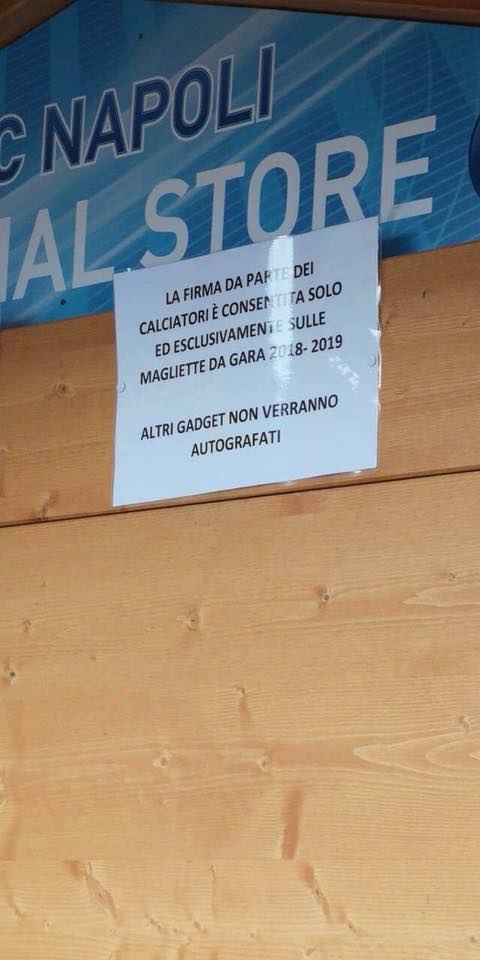 C NAPOLI
IAL STORE
LA FIRMA DA PARTE DEI
CALCIATORI È CONSENTITA SOLO
ED ESCLUSIVAMENTE SULLE
MAGLIETTE DA GARA 2018- 2019
ALTRI GADGET NON VERRANNO
AUTOGRAFATI